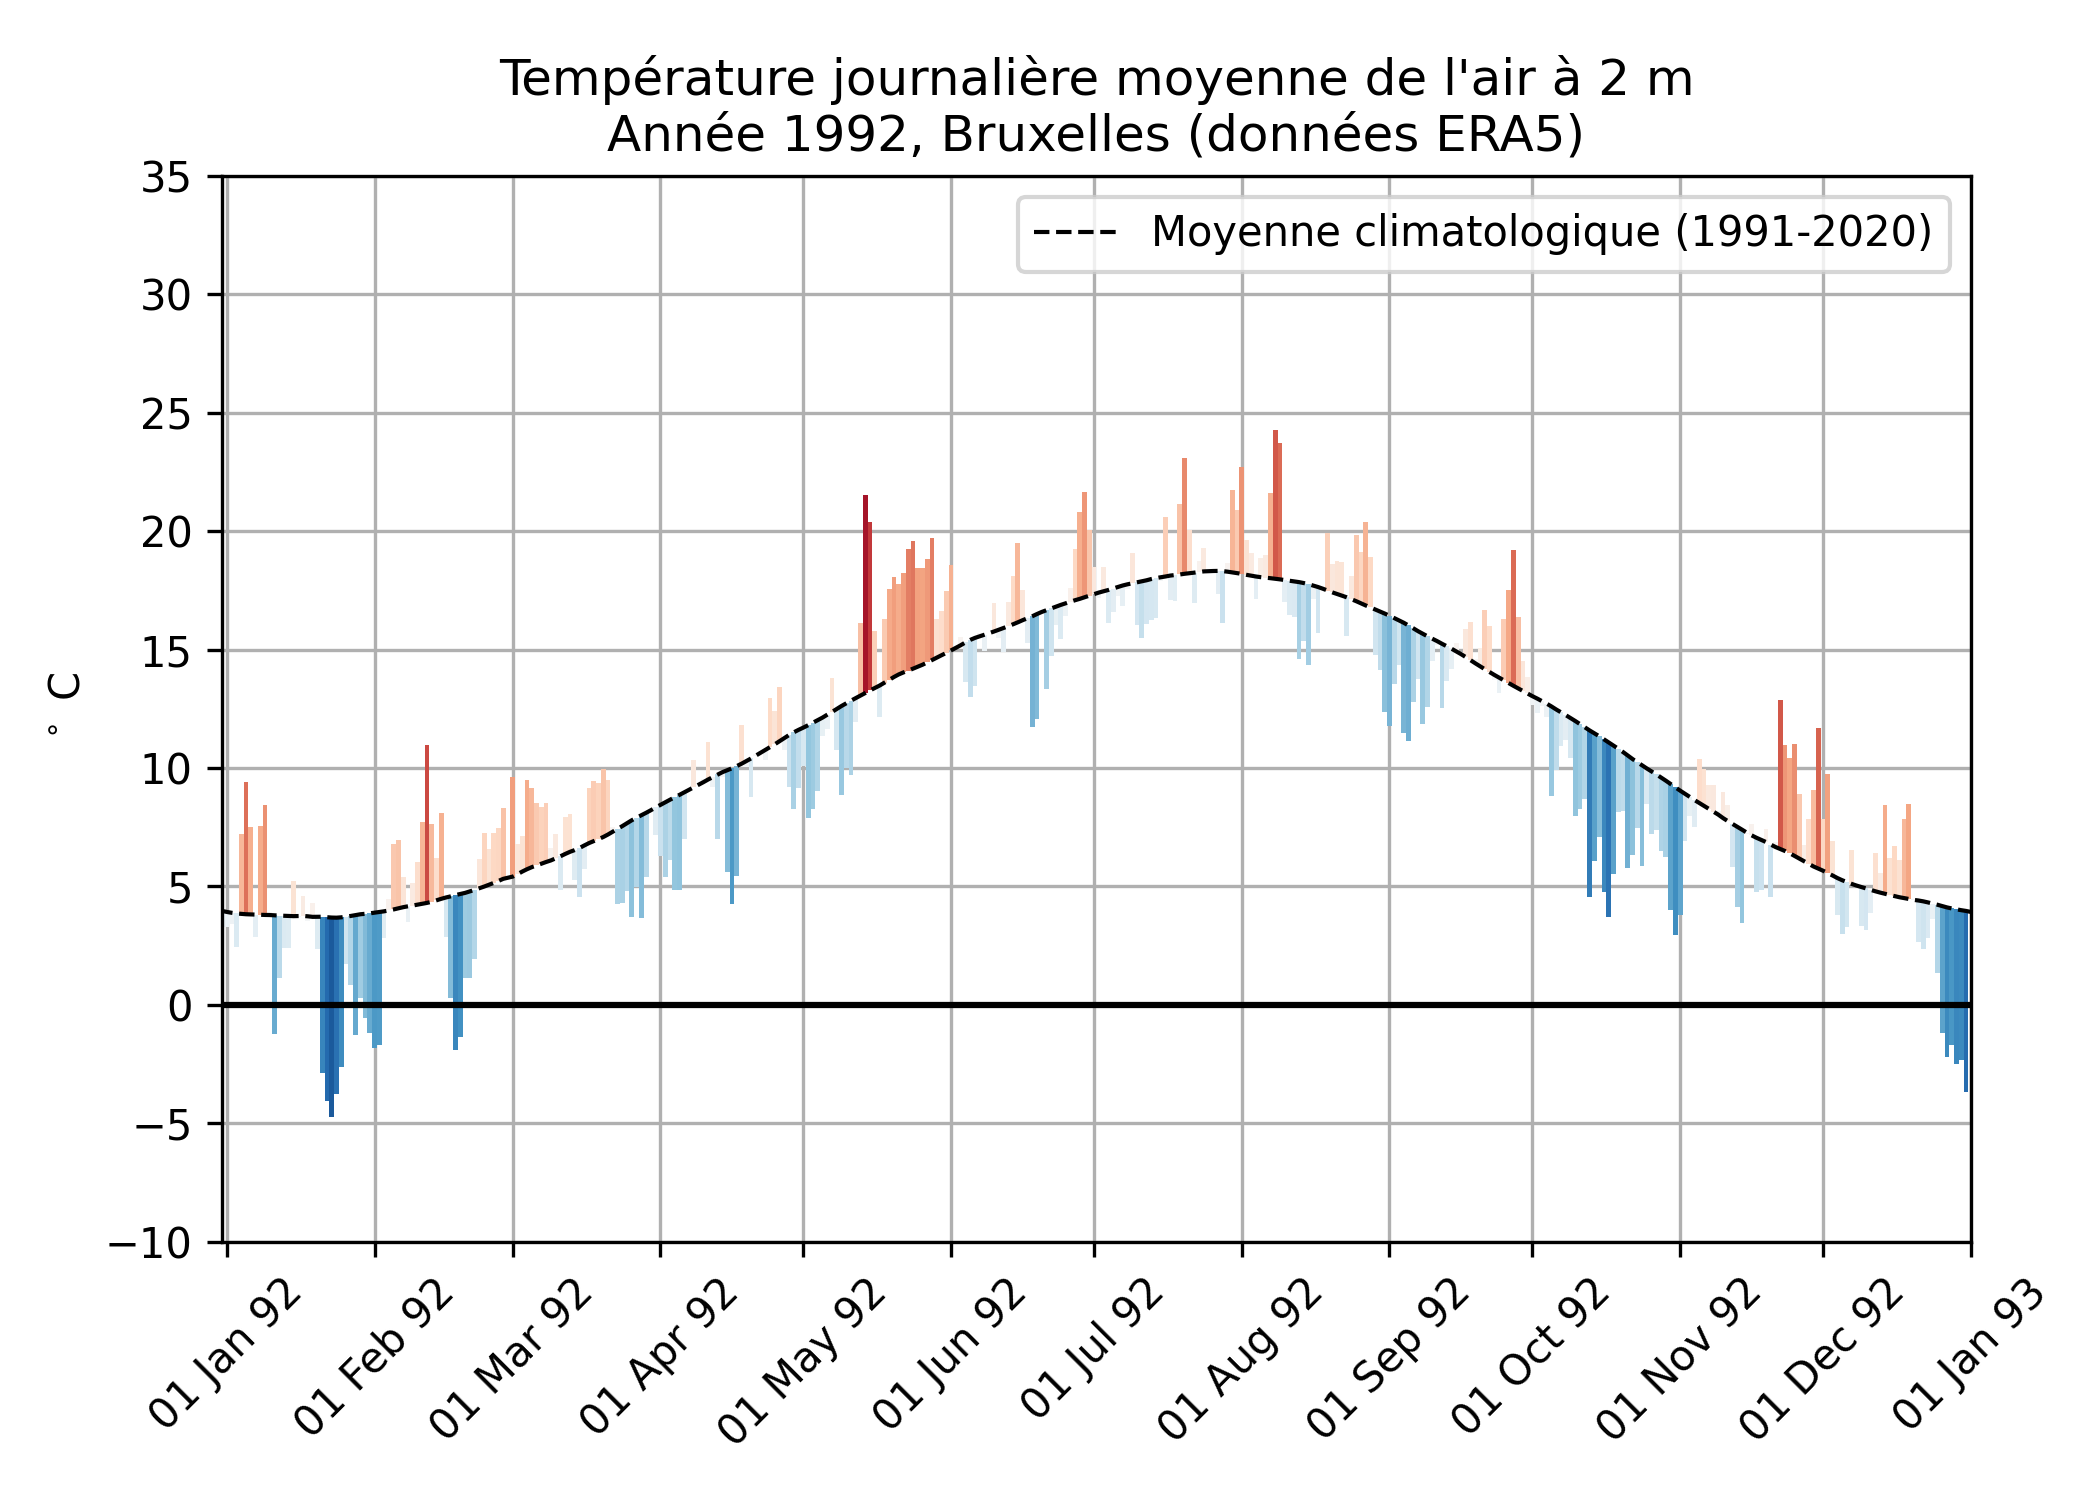 Température journalière moyenne de l'air à 2 m
Année 1992, Bruxelles (données ERA5)
Moyenne climatologique (1991-2020)
35
30
25
20
15
10
5
0
−5
−10
° C
01 Jan 92
01 Feb 92
01 Mar 92
01 Apr 92
01 May 92
01 Jun 92
01 Jul 92
01 Aug 92
01 Sep 92
01 Oct 92
01 Nov 92
01 Dec 92
01 Jan 93